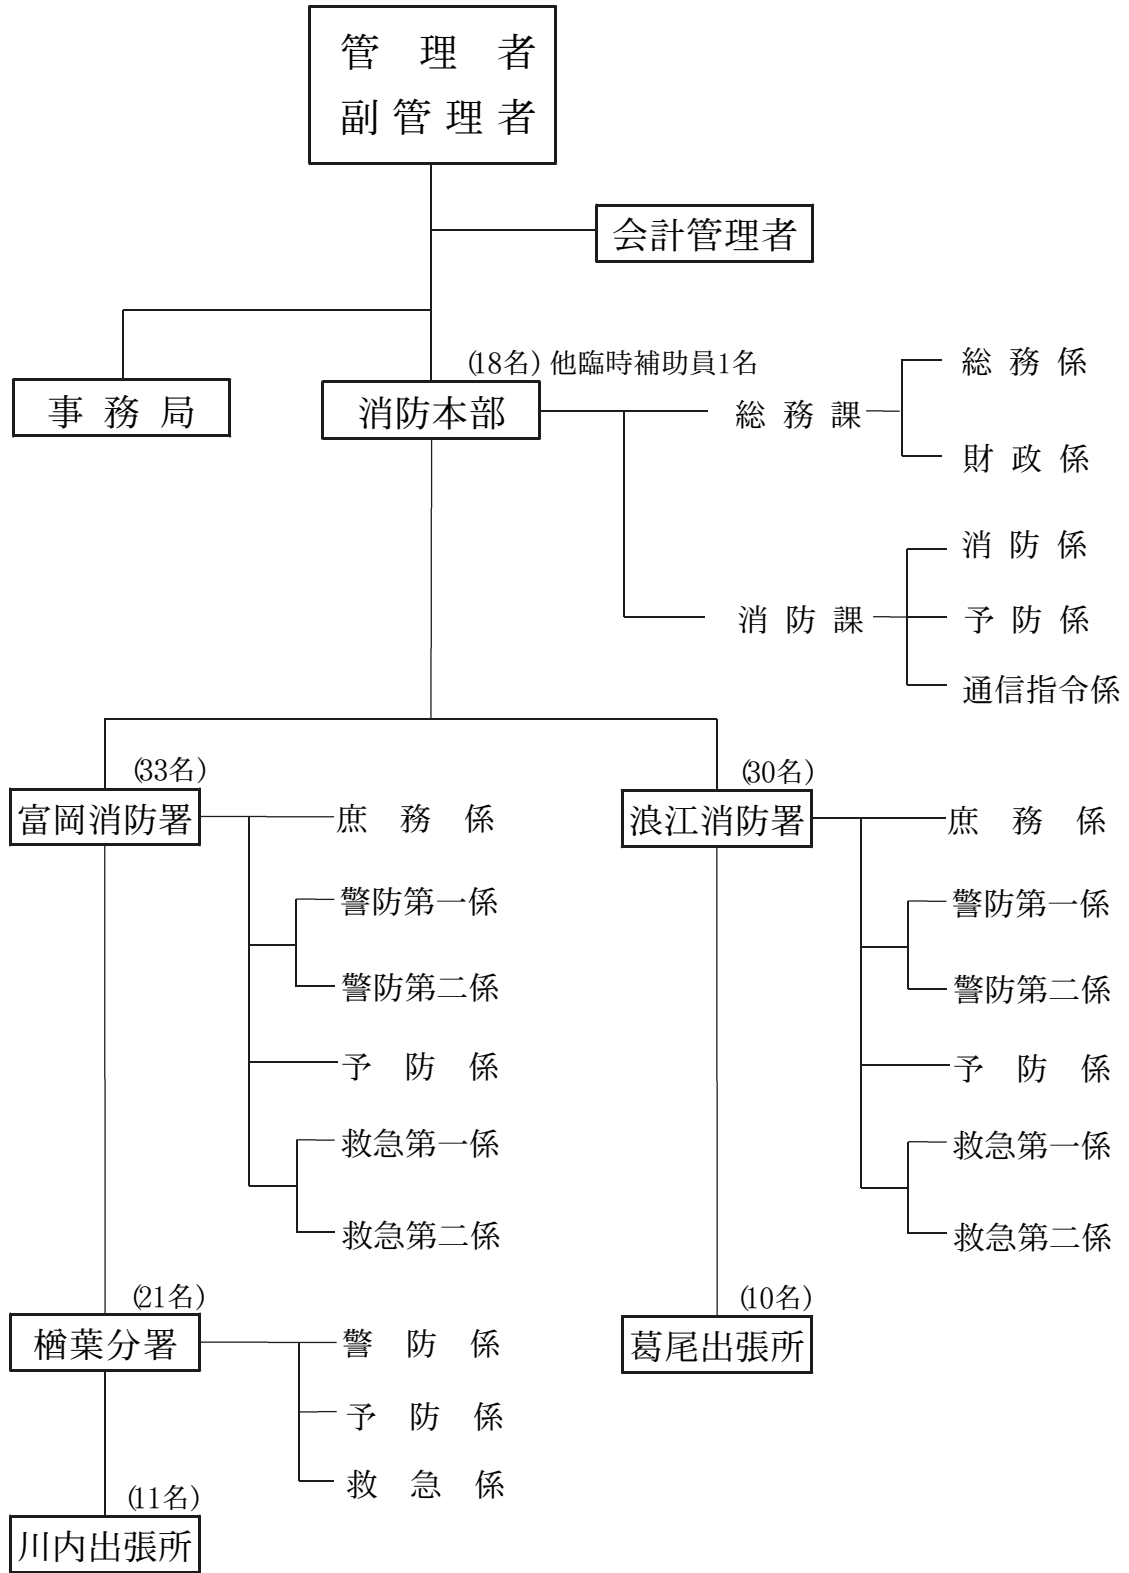 管理者
副管理者
会計管理者
事務局
(18名)他臨時補助員1名
消防本部
総務課
総務係
財政係
消防課
消防係
予防係
通信指令係
(33名)
富岡消防署
庶務係
警防第一係
警防第二係
予防係
救急第一係
救急第二係
(30名)
浪江消防署
庶務係
警防第一係
警防第二係
予防係
救急第一係
救急第二係
(21名)
楢葉分署
警防係
予防係
救急係
(10名)
葛尾出張所
(11名)
川内出張所